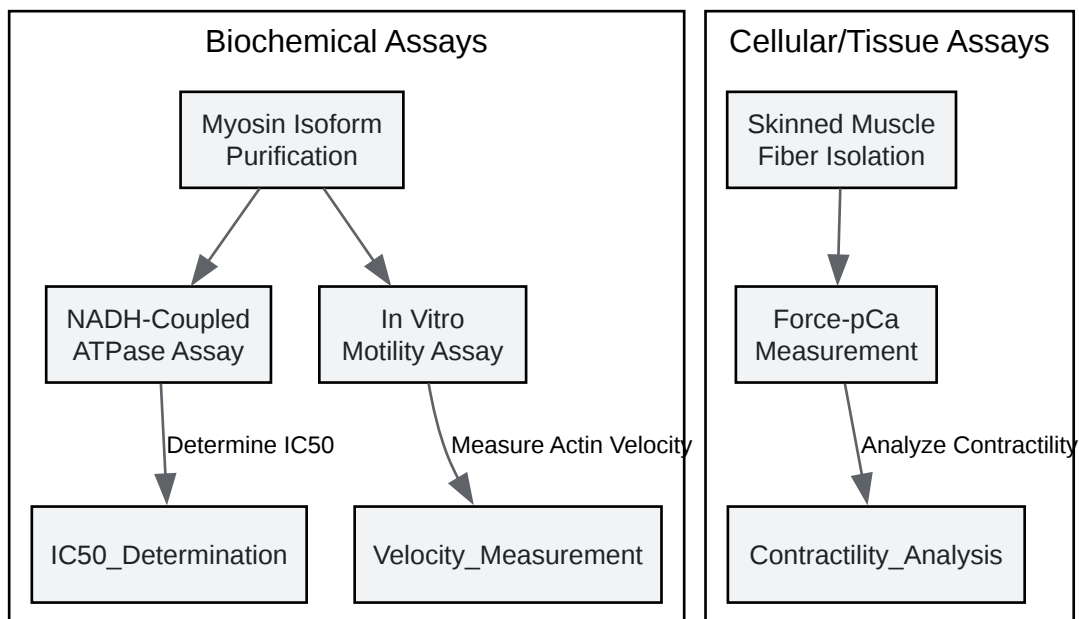 Biochemical Assays
Myosin Isoform
Purification
NADH-Coupled
ATPase Assay
In Vitro
Motility Assay
Determine IC50
Measure Actin Velocity
IC50_Determination
Velocity_Measurement
Cellular/Tissue Assays
Skinned Muscle
Fiber Isolation
Force-pCa
Measurement
Analyze Contractility
Contractility_Analysis